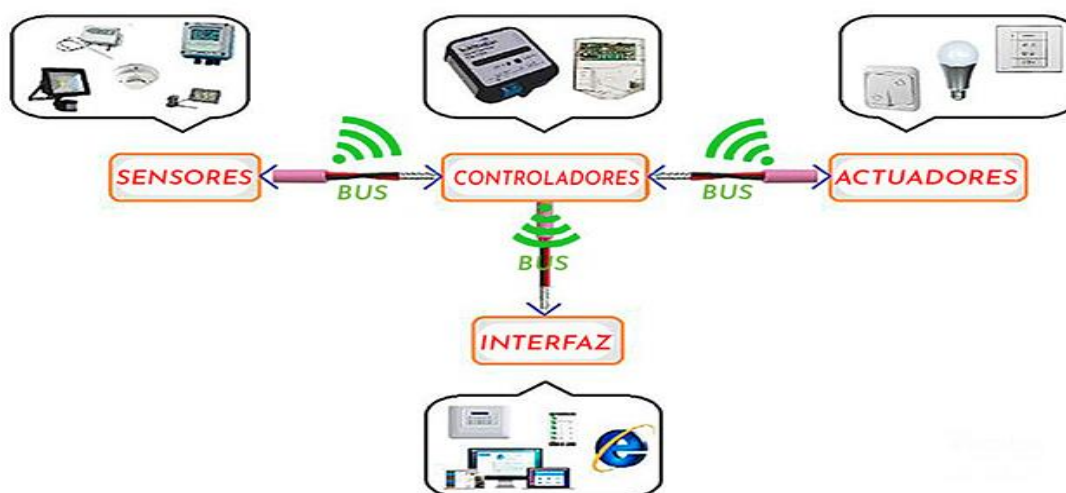 SENSORES
BUS
CONTROLADORES
BUS
ACTUADORES
BUS
INTERFAZ